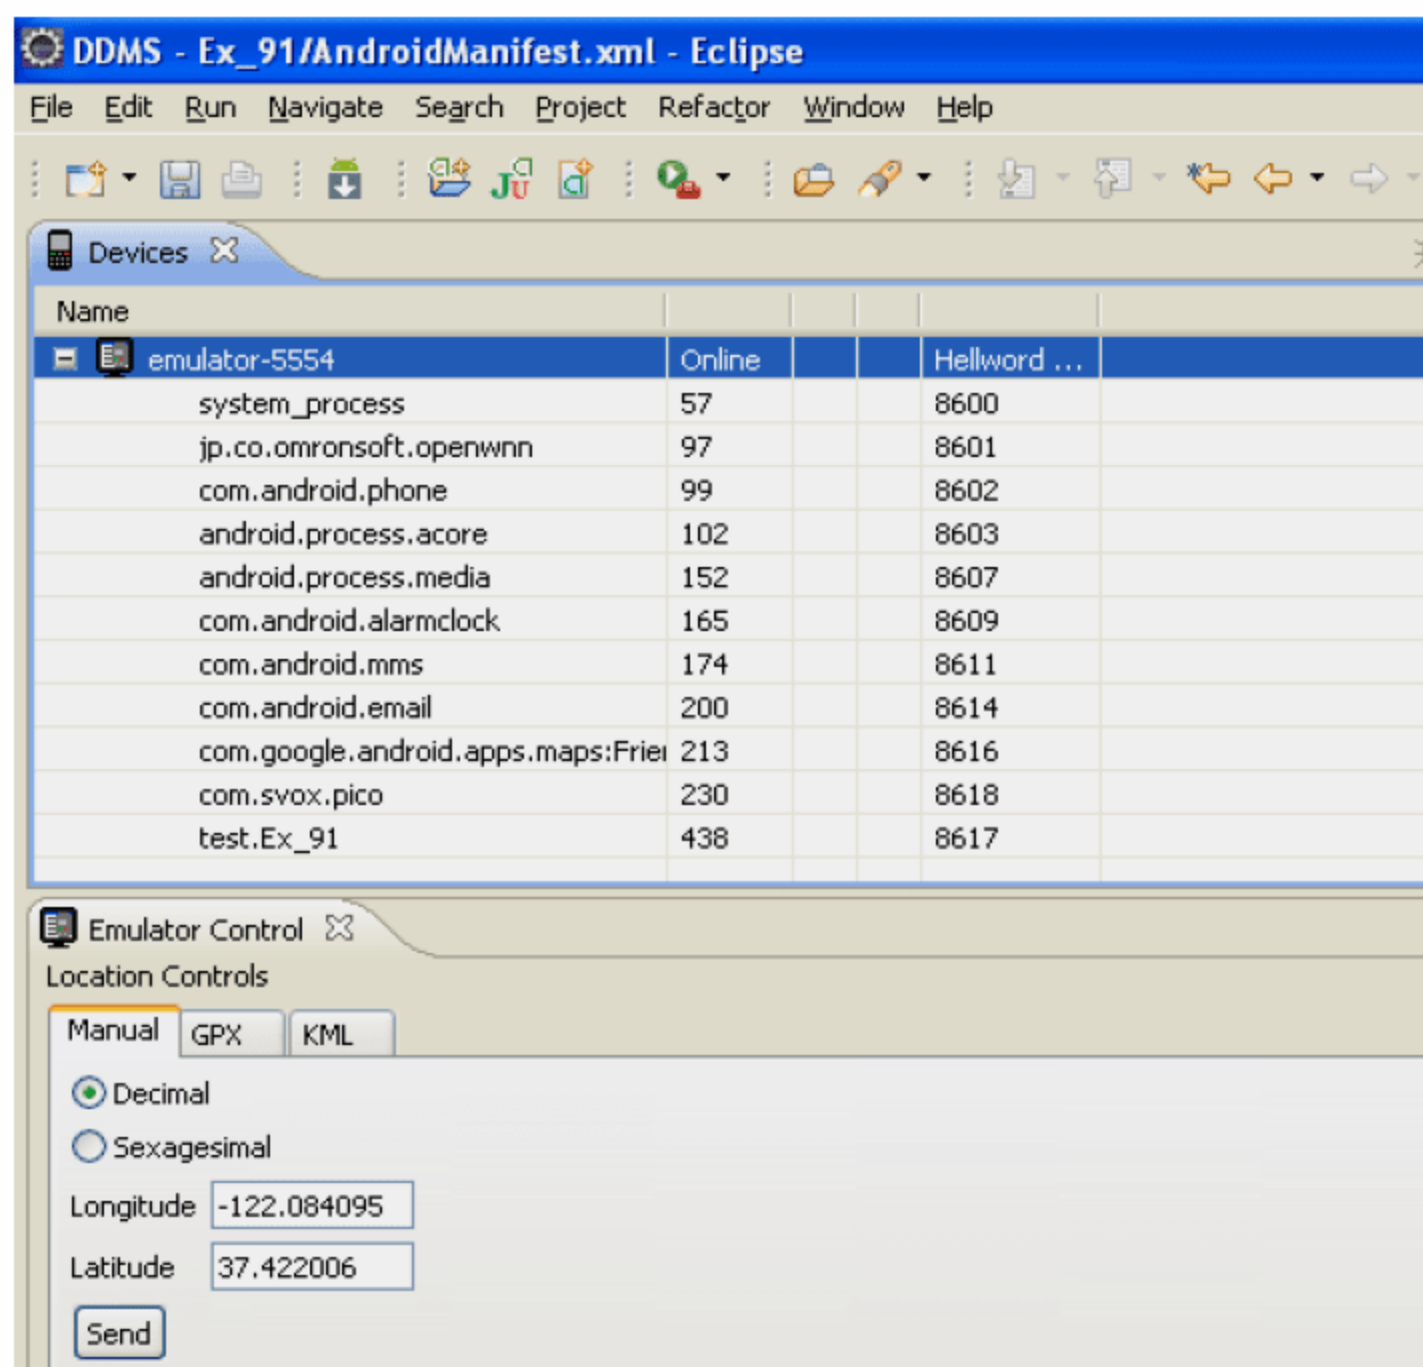 DDMS - Ex_91/AndroidManifest.xml - Eclipse
File Edit Run Navigate Search Project Refactor Window Help
Devices
Name
emulator-5554 Online Hellword ...
system_process 57 8600
jp.co.omronsoft.openwnn 97 8601
com.android.phone 99 8602
android.process.acore 102 8603
android.process.media 152 8607
com.android.alarmclock 165 8609
com.android.mms 174 8611
com.android.email 200 8614
com.google.android.apps.maps:Frie 213 8616
com.svox.pico 230 8618
test.Ex_91 438 8617
Emulator Control
Location Controls
Manual GPX KML
Decimal
Sexagesimal
Longitude -122.084095
Latitude 37.422006
Send